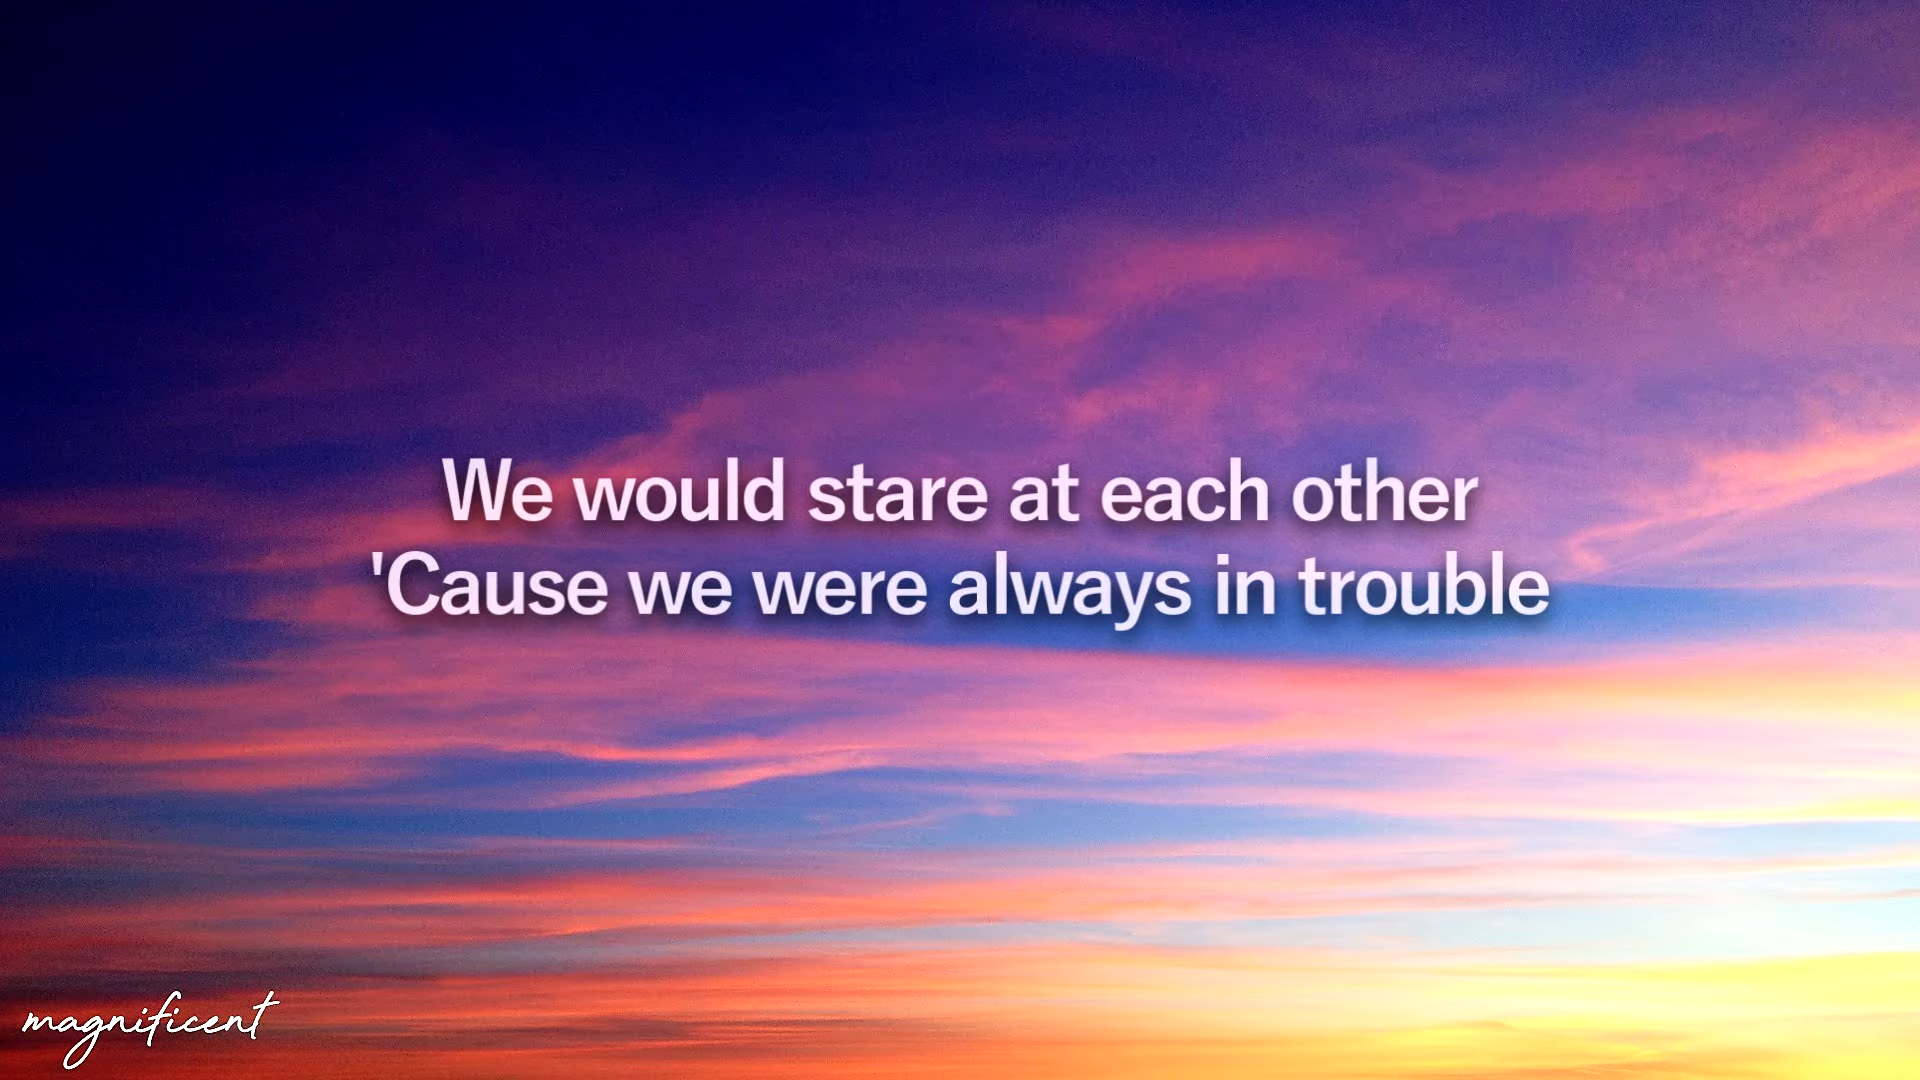 We would stare at each other
'Cause we were always in trouble
magnificent